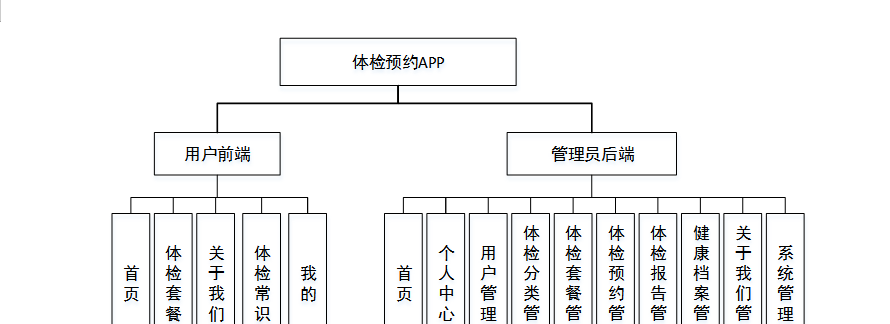 体检预约APP
用户前端
管理员后端
首页
体检套餐
关于我们
体检常识
我的
首页
个人中心
用户管理
体检分类管
体检套餐管
体检预约管
体检报告管
健康档案管
关于我们管
系统管理